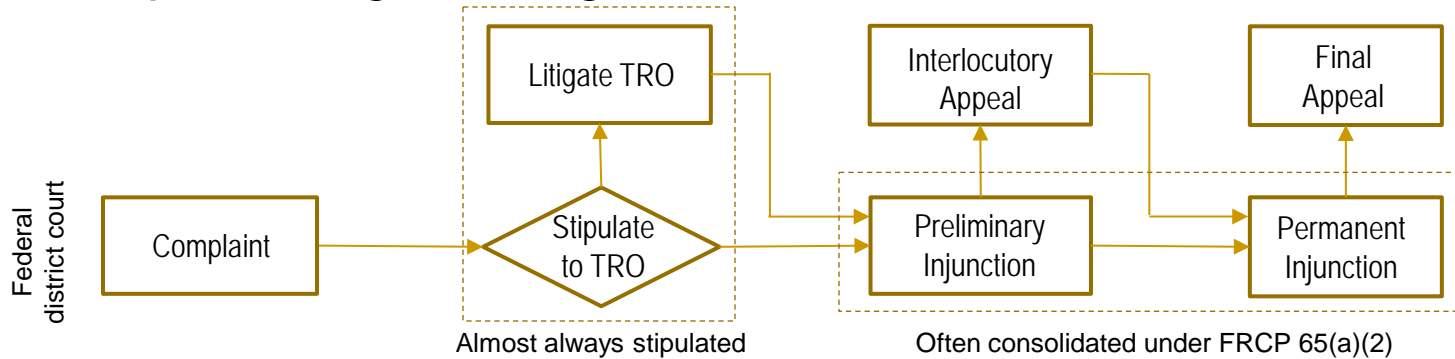 Litigate TRO
Interlocutory
Appeal
Final
Appeal
Federal
district court
Complaint
Stipulate
to TRO
Preliminary
Injunction
Permanent
Injunction
Almost always stipulated
Often consolidated under FRCP 65(a)(2)